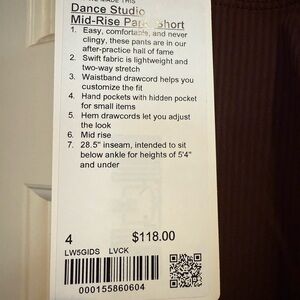 MADE THIS
Dance Studio
Mid-Rise Short
1. Easy, comfortable, and never
clingy, these pants are in our
after-practice hall of fame
2. Swift fabric is lightweight and
two-way stretch
3. Waistband drawcord helps you
customize the fit
4. Hand pockets with hidden pocket
for small items
5. Hem drawcords let you adjust
the look
6. Mid rise
7. 28.5" inseam, intended to sit
below ankle for heights of 5'4"
and under
4 $118.00
LW5GIDS LVCK
000155860604